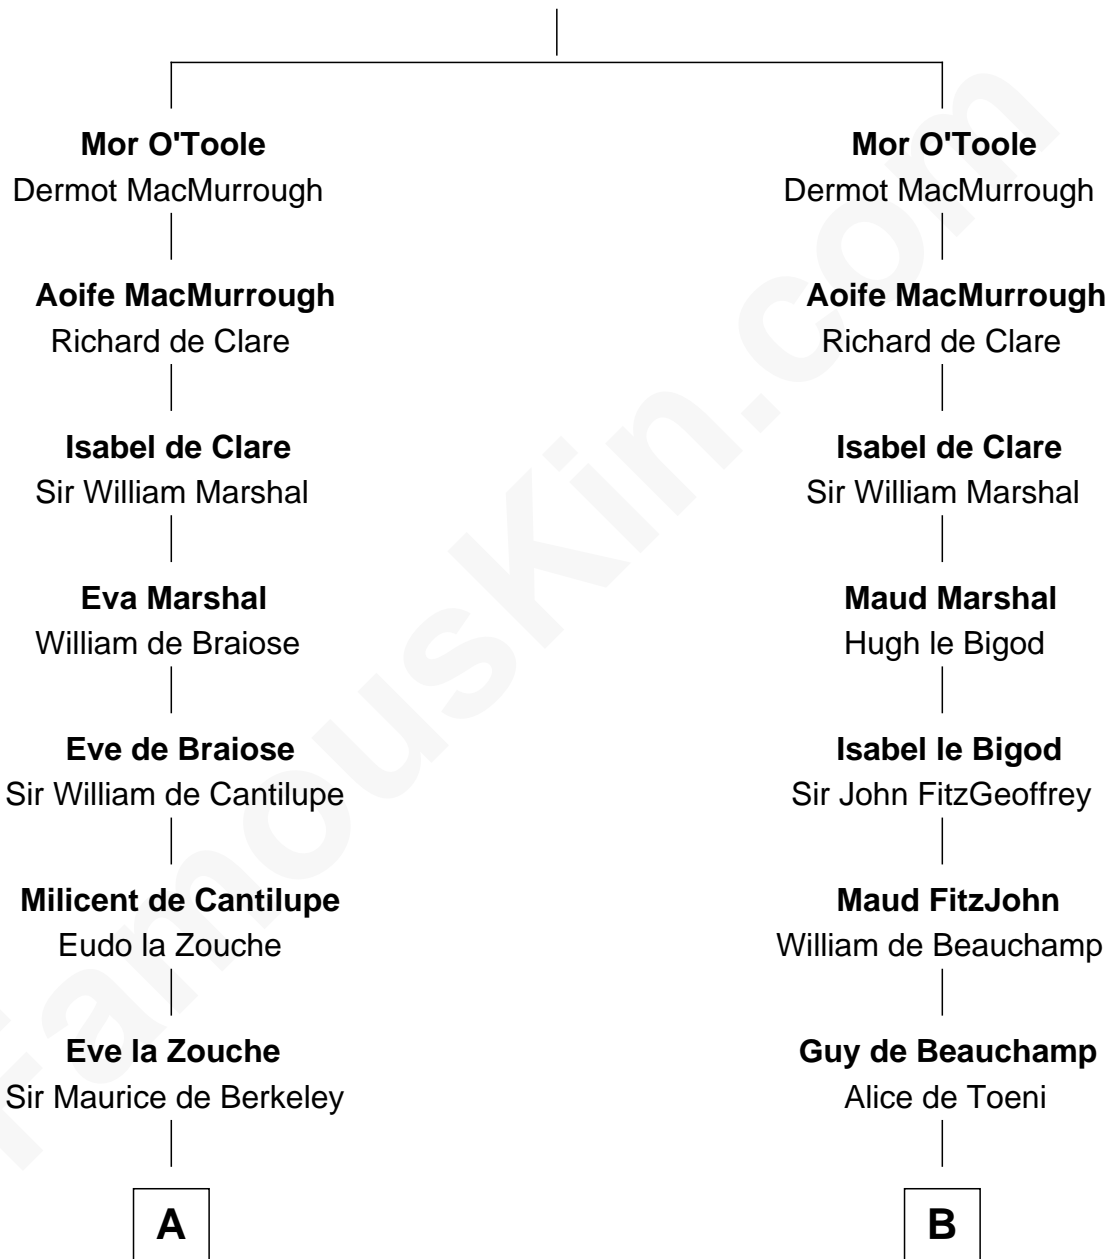 Mor O'Toole
Dermot MacMurrough
Aoife MacMurrough
Richard de Clare
Isabel de Clare
Sir William Marshal
Eva Marshal
William de Braiose
Eve de Braiose
Sir William de Cantilupe
Milicent de Cantilupe
Eudo la Zouche
Eve la Zouche
Sir Maurice de Berkeley
A
Mor O'Toole
Dermot MacMurrough
Aoife MacMurrough
Richard de Clare
Isabel de Clare
Sir William Marshal
Maud Marshal
Hugh le Bigod
Isabel le Bigod
Sir John FitzGeoffrey
Maud FitzJohn
William de Beauchamp
Guy de Beauchamp
Alice de Toeni
B
FamousKin.com